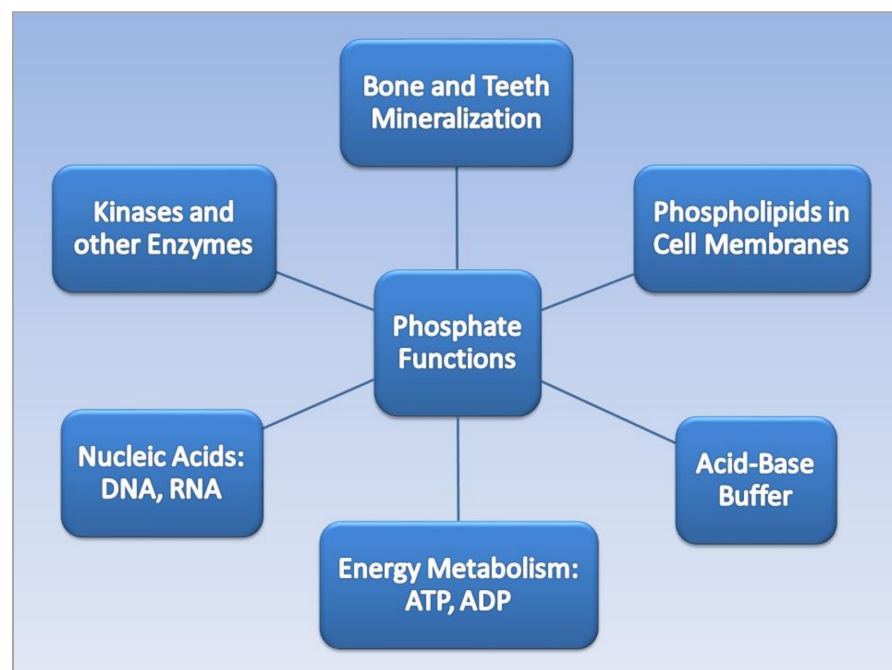 Bone and Teeth
Mineralization
Kinases and
other Enzymes
Phospholipids in
Cell Membranes
Phosphate
Functions
Nucleic Acids:
DNA, RNA
Acid-Base
Buffer
Energy Metabolism:
ATP, ADP